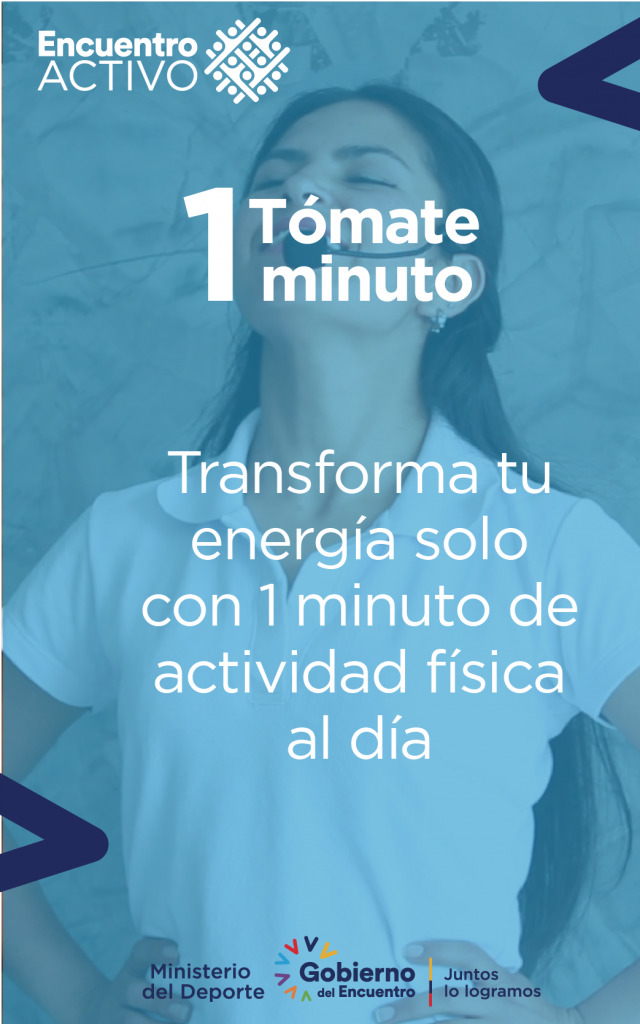 Encuentro
ACTIVO
1 Tómate
minuto
Transforma tu
energía solo
con 1 minuto de
actividad física
al día
Ministerio
del Deporte
Gobierno
del Encuentro
Juntos
lo logramos